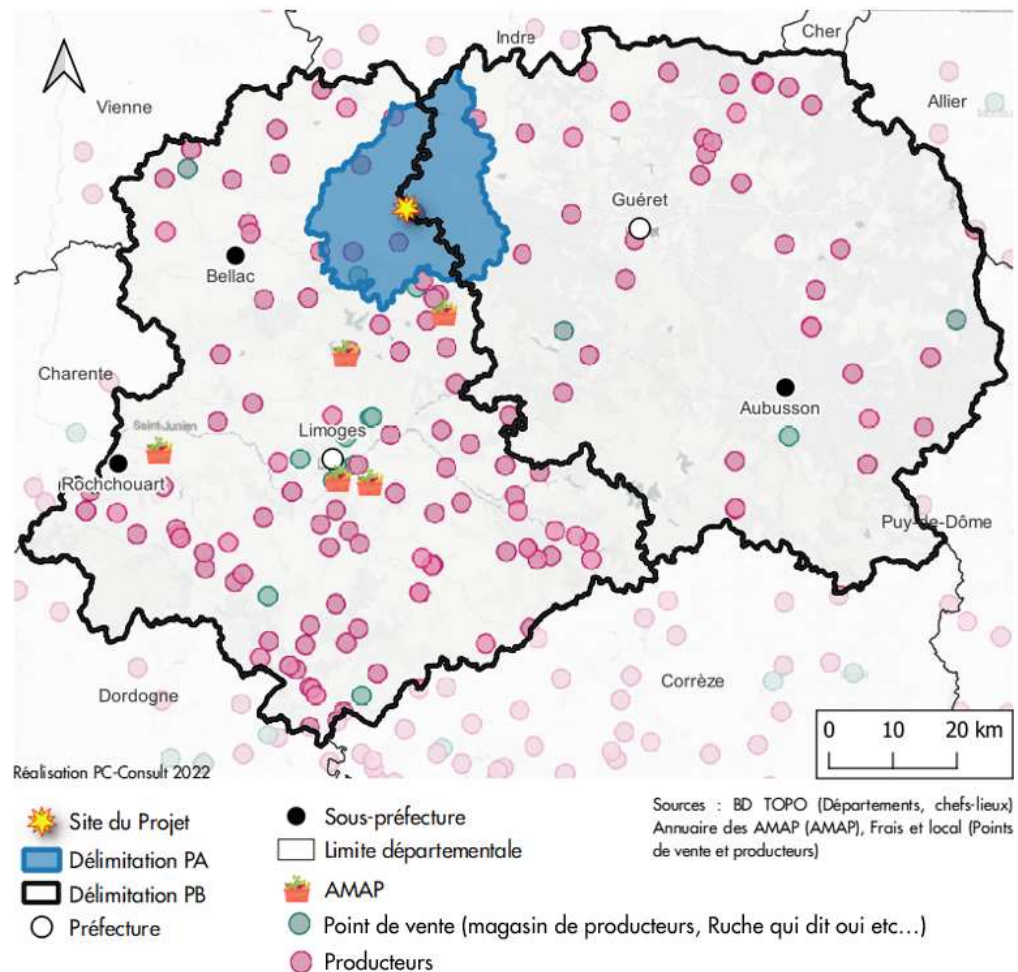 Indre
Cher
Vienne
Allier
Guéret
Bellac
Charente
Aubusson
Saint-Junien
Limoges
Rochchouart
Puy-de-Dôme
Dordogne
Corrèze
0 10 20 km
Réalisation PC-Consult 2022
Site du Projet
Délimitation PA
Délimitation PB
Préfecture
Sous-préfecture
Limite départementale
AMAP
Point de vente (magasin de producteurs, Ruche qui dit oui etc...)
Producteurs
Sources : BD TOPO (Départements, chefs-lieux)
Annuaire des AMAP (AMAP), Frais et local (Points
de vente et producteurs)